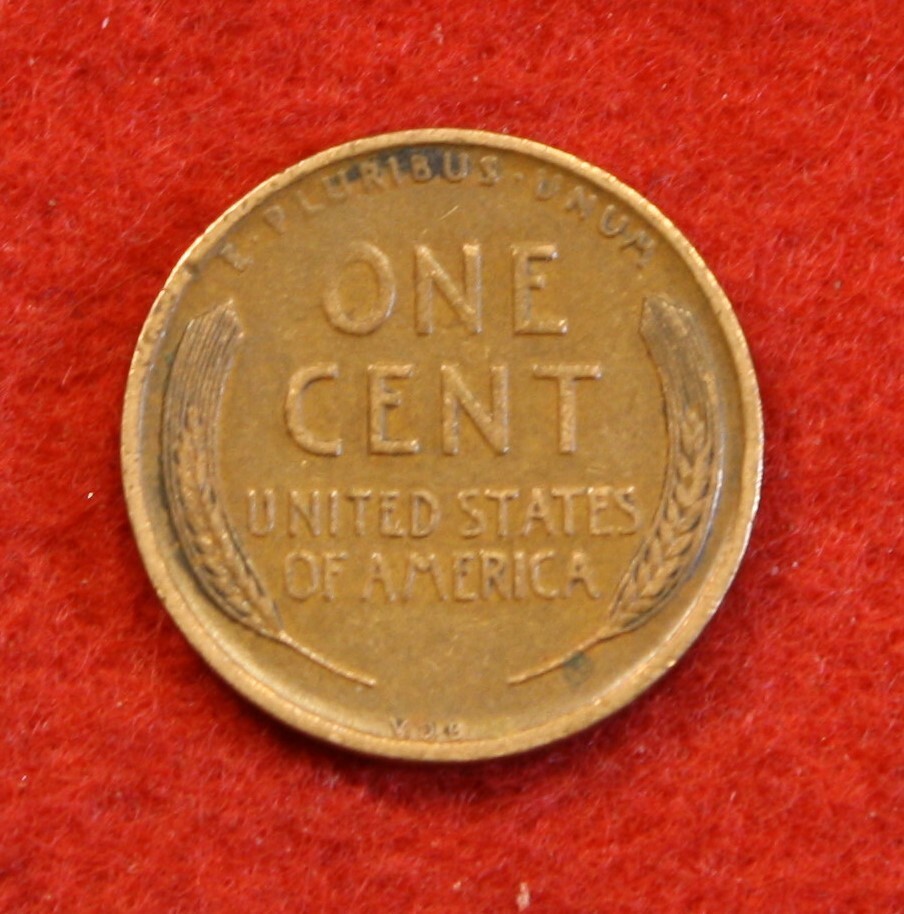 E·PLURIBUS·UNUM
ONE
CENT
UNITED STATES
OF AMERICA
V.D.B.